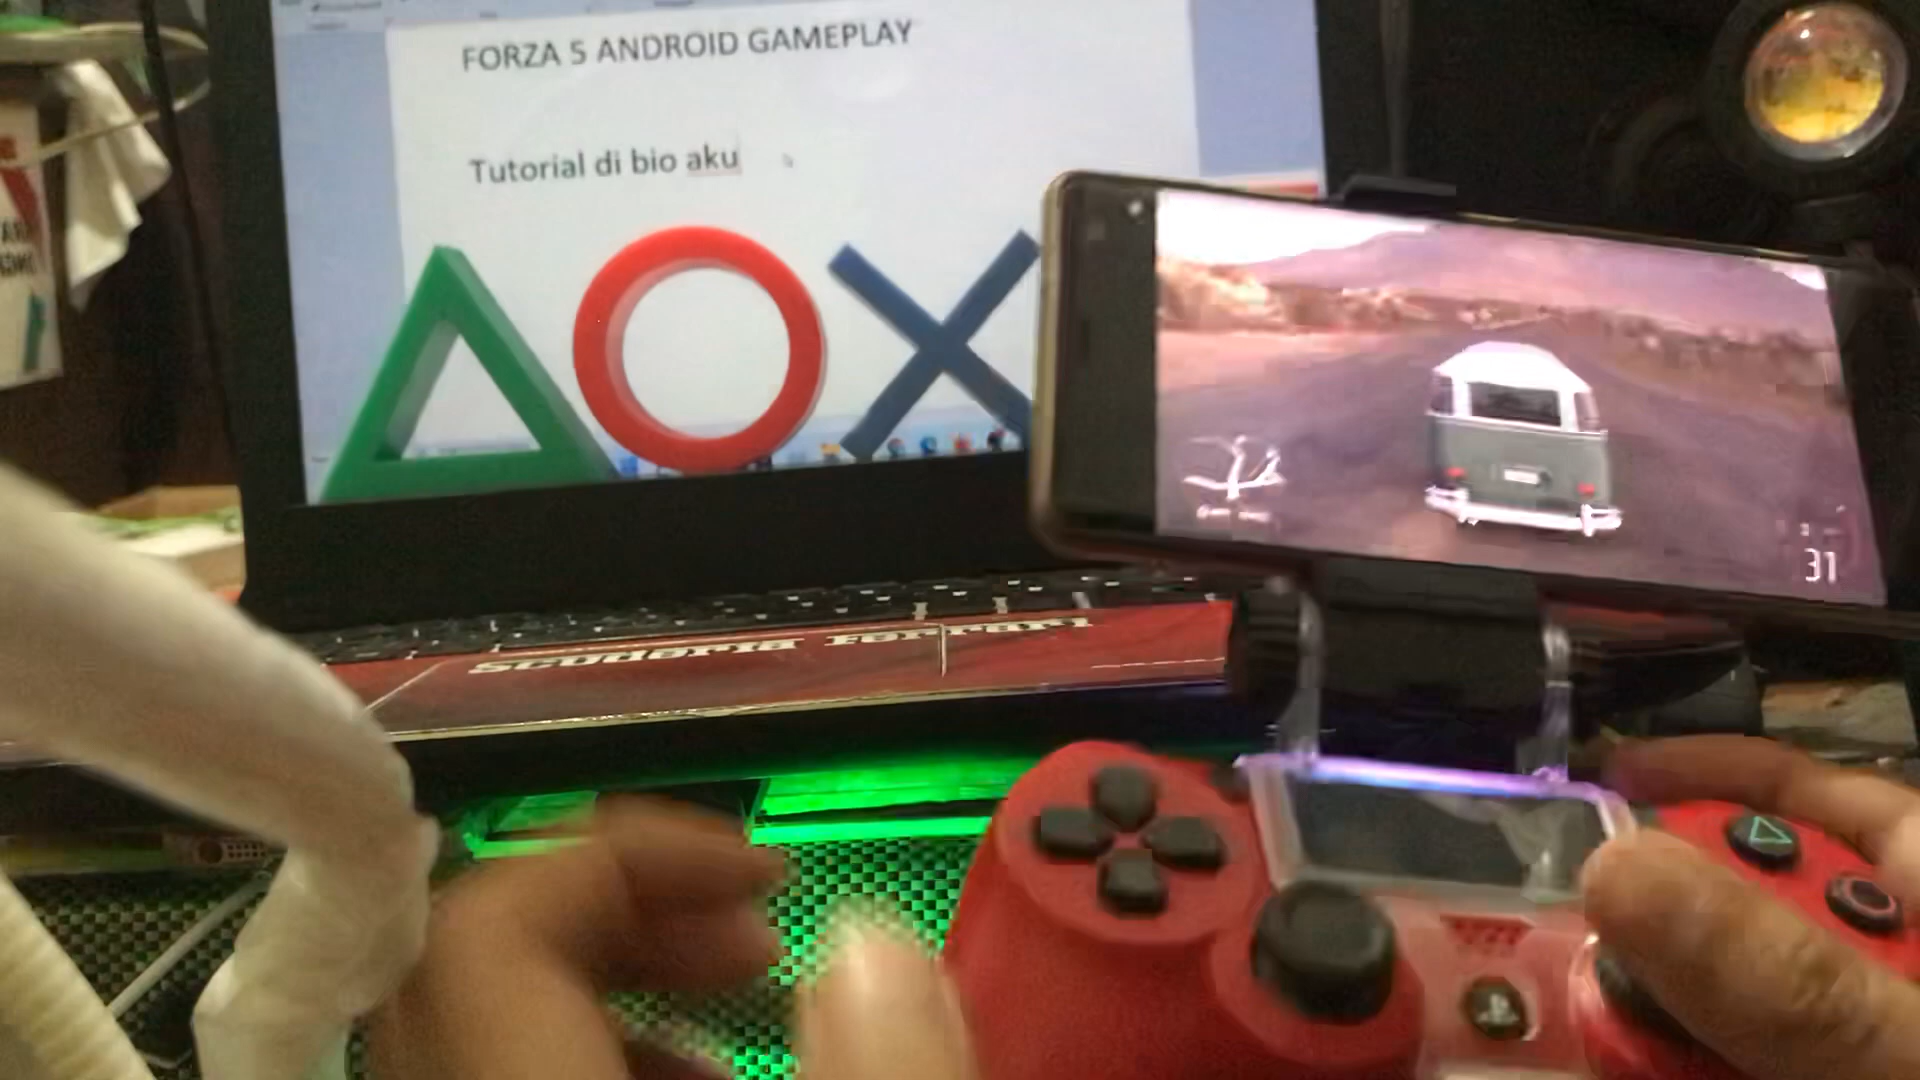 FORZA 5 ANDROID GAMEPLAY
Tutorial di bio aku
31
Scuderia Ferrari